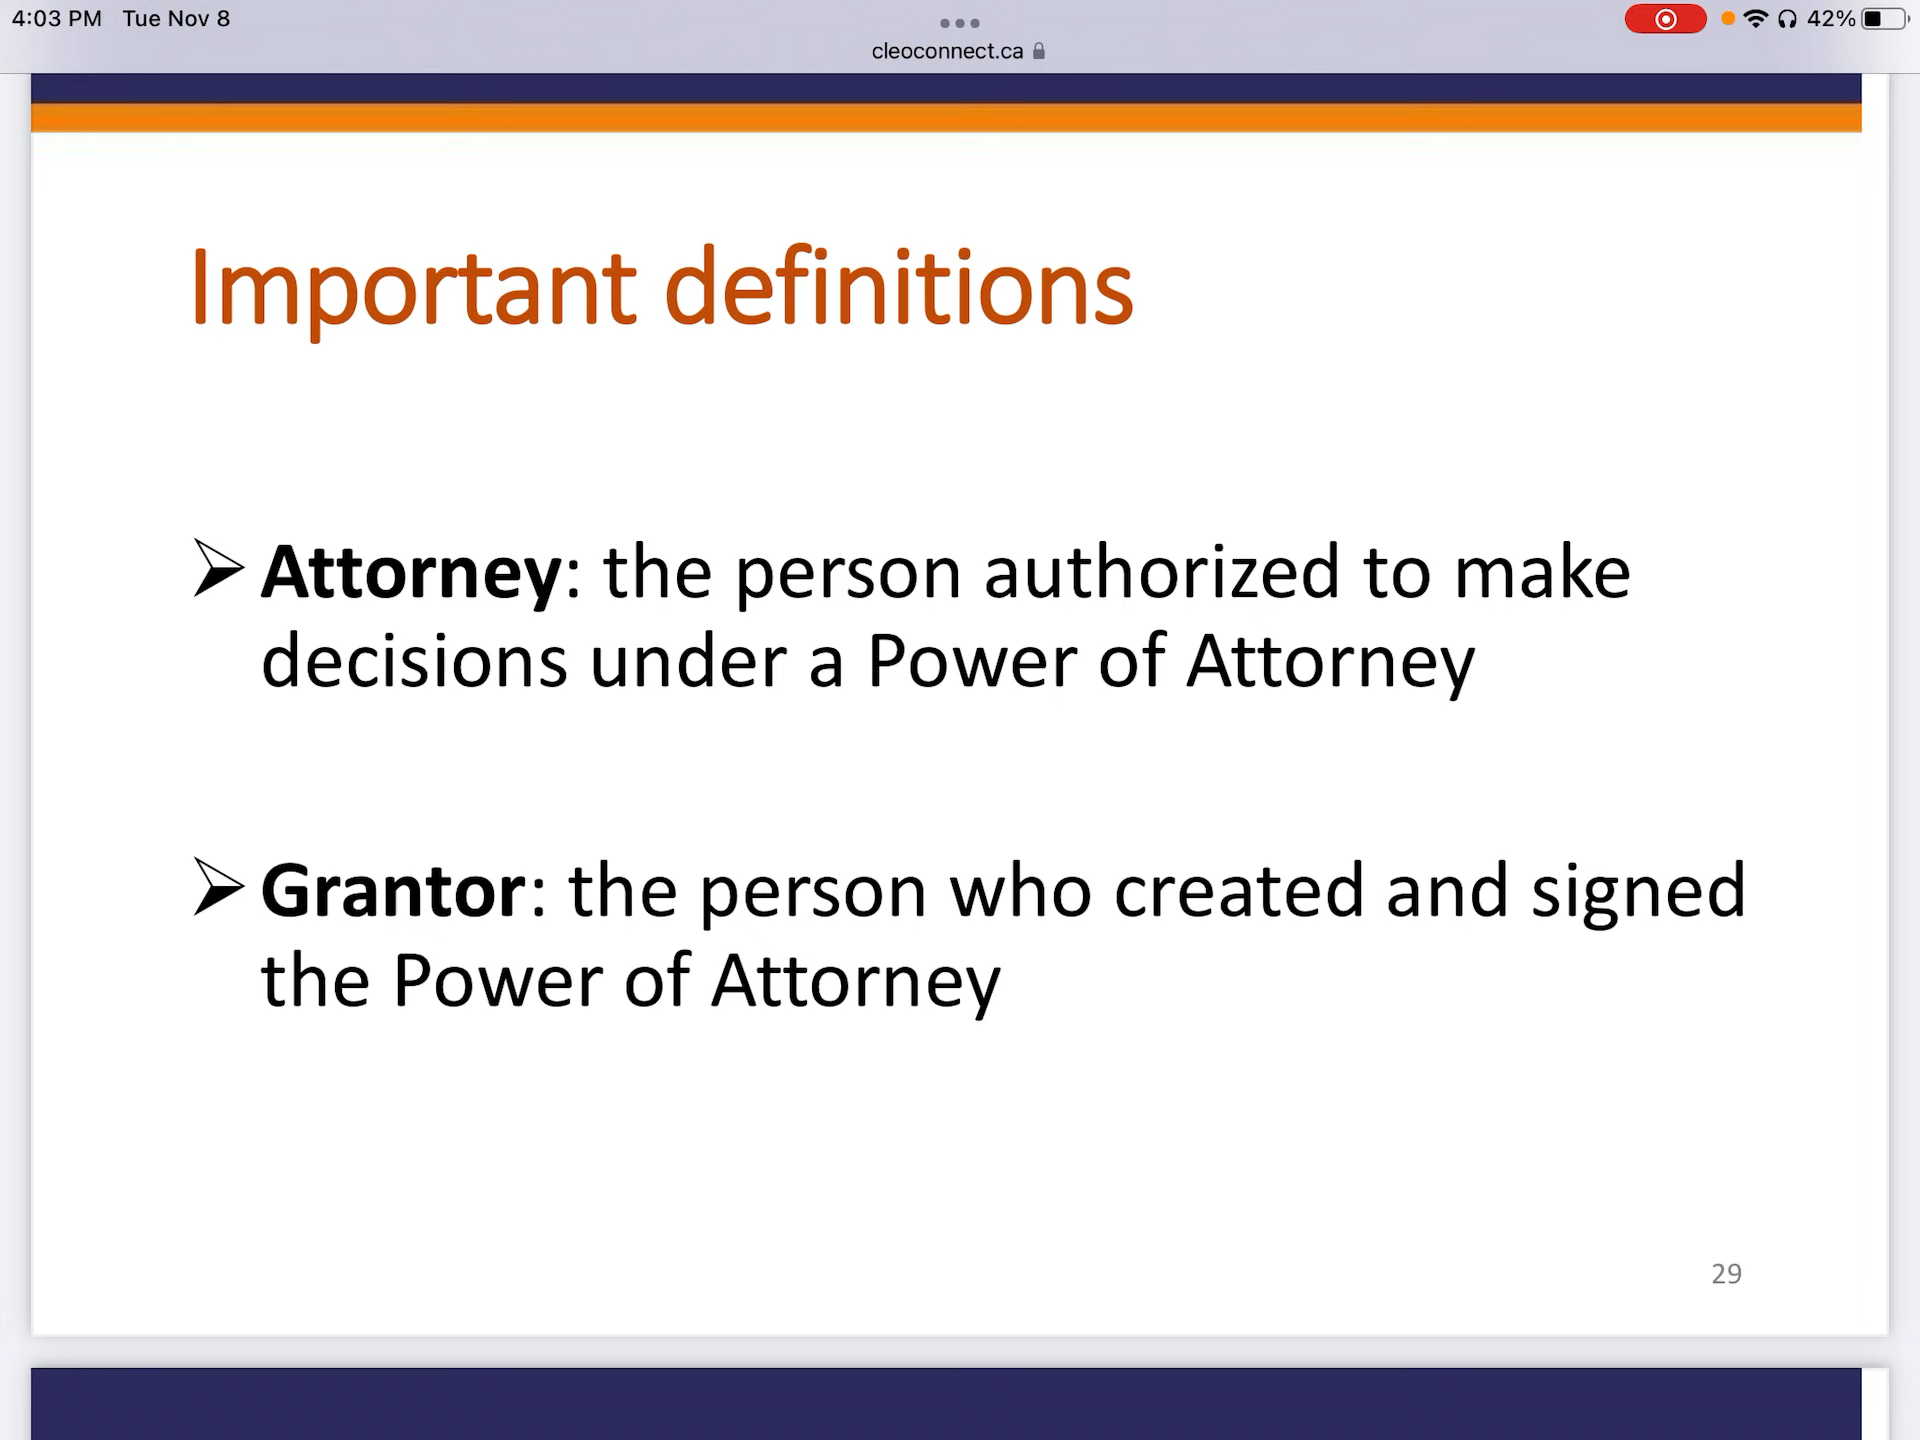 4:03 PM Tue Nov 8
42%
cleoconnect.ca
Important definitions
Attorney: the person authorized to make
decisions under a Power of Attorney
Grantor: the person who created and signed
the Power of Attorney
29